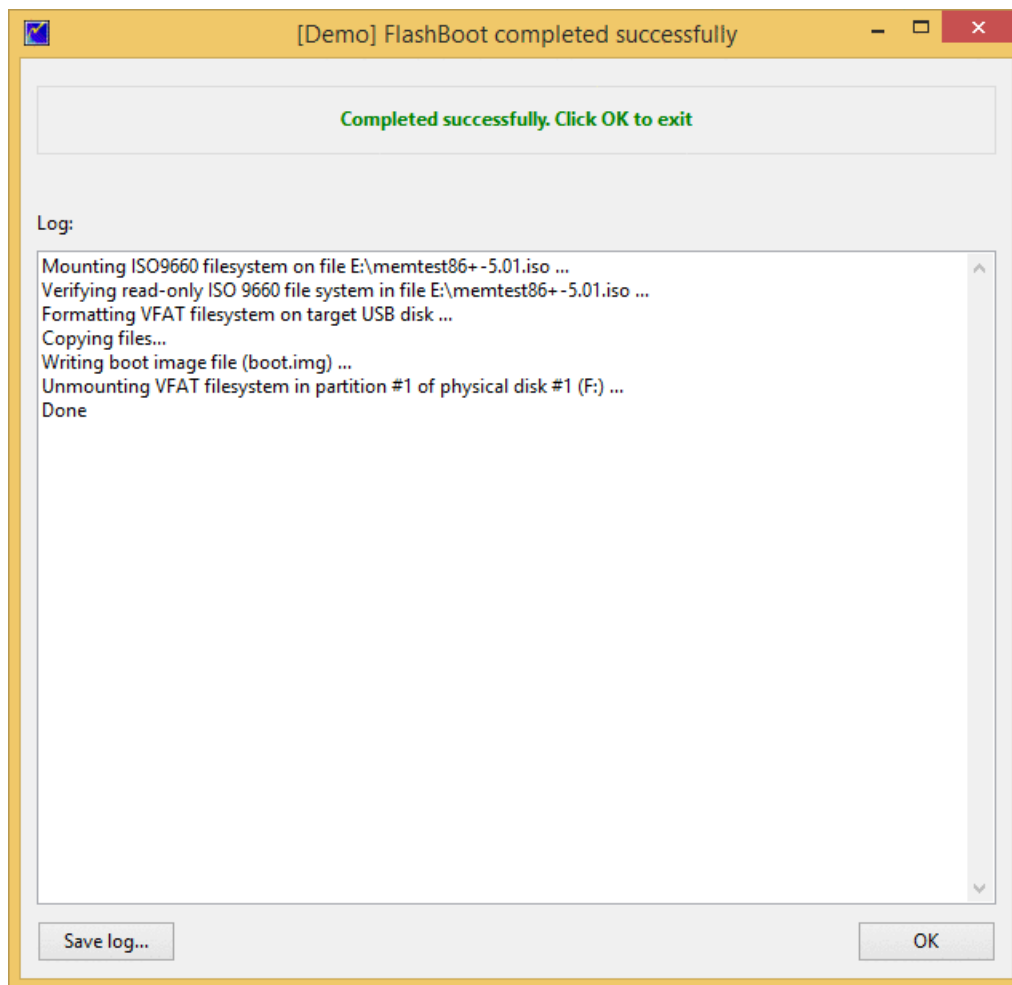 [Demo] FlashBoot completed successfully
Completed successfully. Click OK to exit
Log:
Mounting ISO9660 filesystem on file E:\memtest86+-5.01.iso ...
Verifying read-only ISO 9660 file system in file E:\memtest86+-5.01.iso ...
Formatting VFAT filesystem on target USB disk ...
Copying files...
Writing boot image file (boot.img) ...
Unmounting VFAT filesystem in partition #1 of physical disk #1 (F:) ...
Done
Save log...
OK